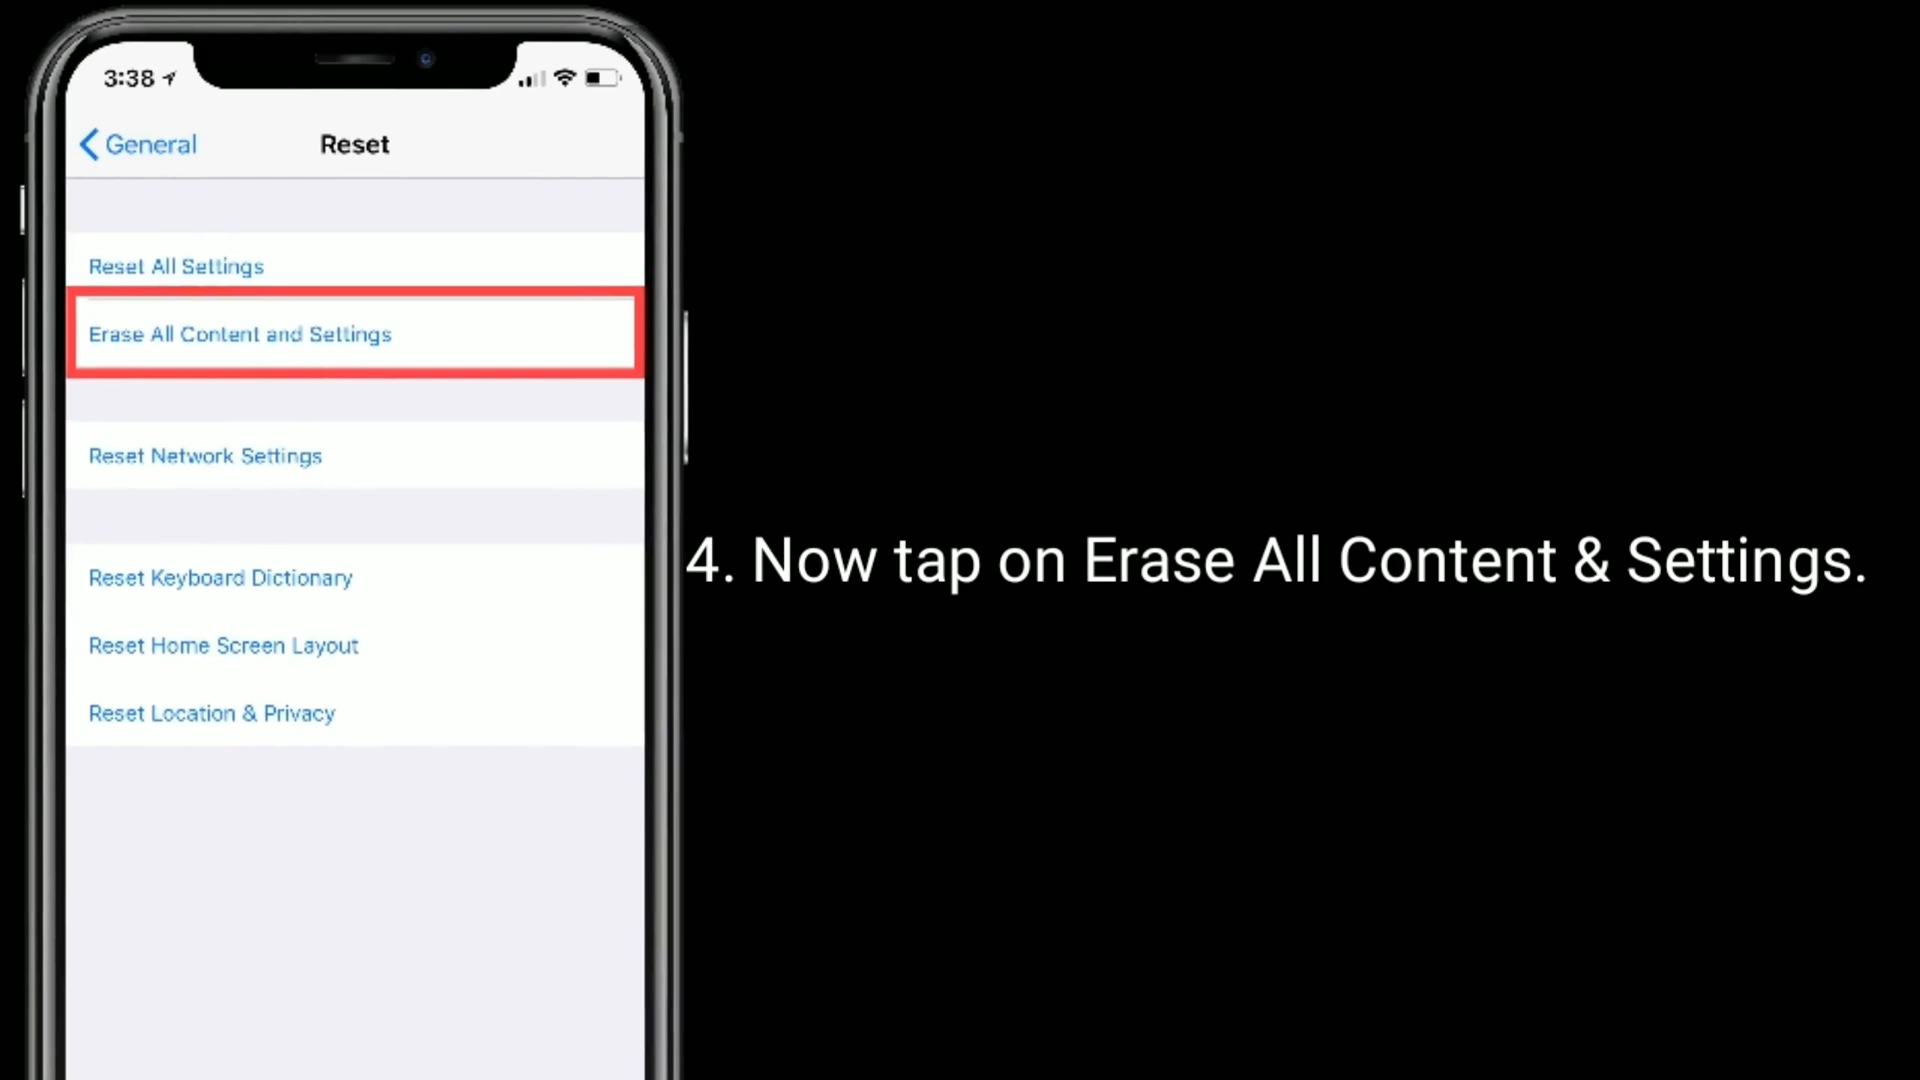 3:38
General
Reset
Reset All Settings
Erase All Content and Settings
Reset Network Settings
Reset Keyboard Dictionary
Reset Home Screen Layout
Reset Location & Privacy
4. Now tap on Erase All Content & Settings.